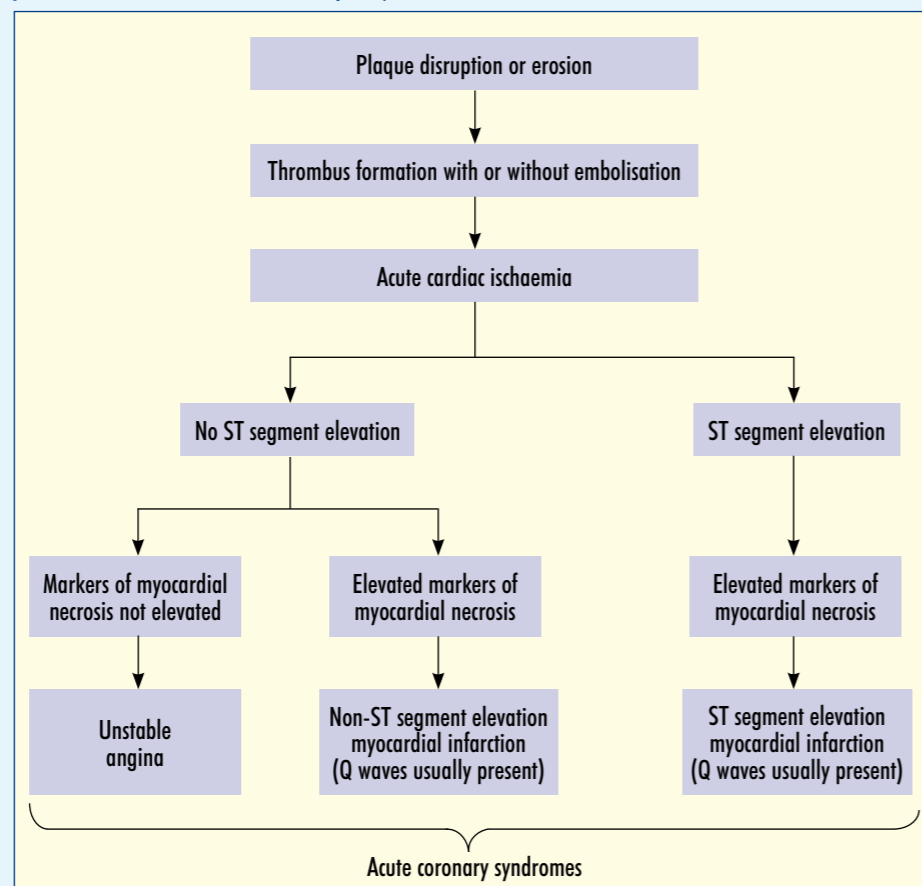 Plaque disruption or erosion
Thrombus formation with or without embolisation
Acute cardiac ischaemia
No ST segment elevation
ST segment elevation
Markers of myocardial
necrosis not elevated
Elevated markers of
myocardial necrosis
Elevated markers of
myocardial necrosis
Unstable
angina
Non-ST segment elevation
myocardial infarction
(Q waves usually present)
ST segment elevation
myocardial infarction
(Q waves usually present)
Acute coronary syndromes